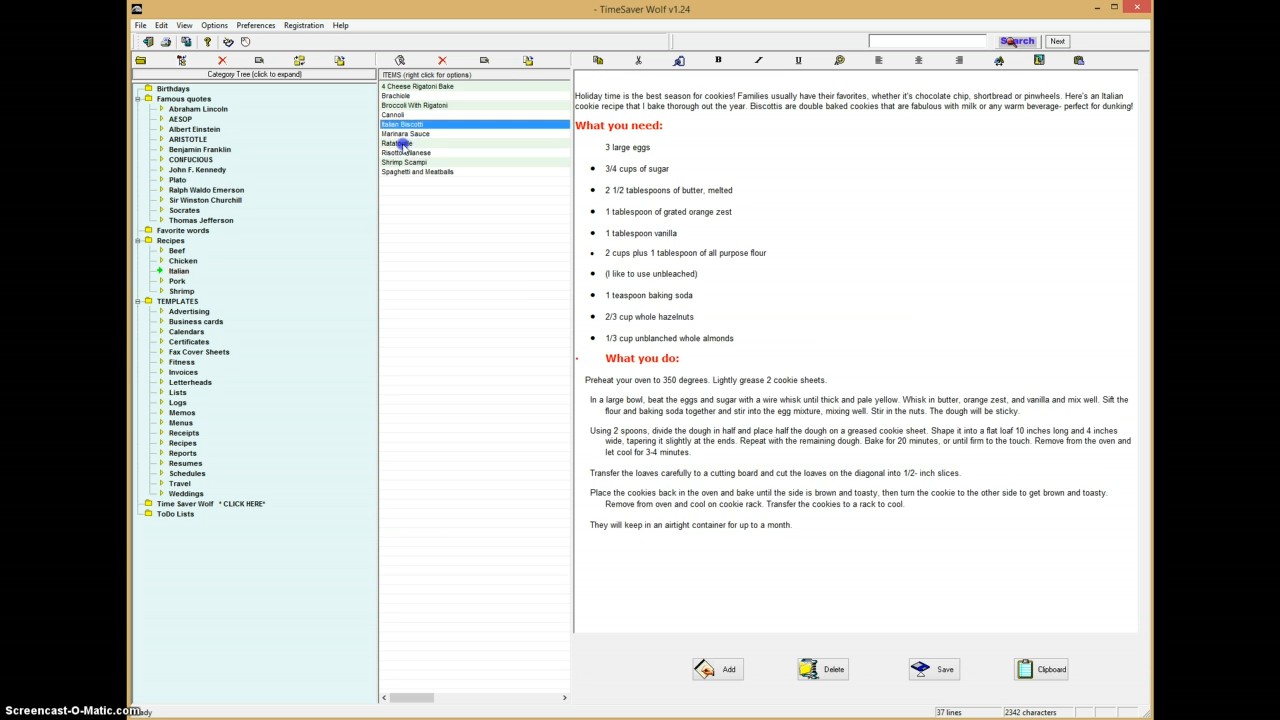 - TimeSaver Wolf v1.24
File Edit View Options Preferences Registration Help
Search Next
Category Tree (click to expand)
Birthdays
Famous quotes
Abraham Lincoln
AESOP
Albert Einstein
ARISTOTLE
Benjamin Franklin
CONFUCIOUS
John F. Kennedy
Plato
Ralph Waldo Emerson
Sir Winston Churchill
Socrates
Thomas Jefferson
Favorite words
Recipes
Beef
Chicken
Italian
Pork
Shrimp
TEMPLATES
Advertising
Business cards
Calendars
Certificates
Fax Cover Sheets
Fitness
Invoices
Letterheads
Lists
Logs
Memos
Menus
Receipts
Recipes
Reports
Resumes
Schedules
Travel
Weddings
Time Saver Wolf * CLICK HERE*
ToDo Lists
ITEMS (right click for options)
4 Cheese Rigatoni Bake
Brachiole
Broccoli With Rigatoni
Cannoli
Italian Biscotti
Marinara Sauce
Shrimp Scampi
Spaghetti and Meatballs
Holiday time is the best season for cookies! Families usually have their favorites, whether it's chocolate chip, shortbread or pinwheels. Here's an Italian
cookie recipe that I bake thorough out the year. Biscottis are double baked cookies that are fabulous with milk or any warm beverage- perfect for dunking!
What you need:
3 large eggs
• 3/4 cups of sugar
• 2 1/2 tablespoons of butter, melted
• 1 tablespoon of grated orange zest
• 1 tablespoon vanilla
• 2 cups plus 1 tablespoon of all purpose flour
• (I like to use unbleached)
• 1 teaspoon baking soda
• 2/3 cup whole hazelnuts
• 1/3 cup unblanched whole almonds
• What you do:
Preheat your oven to 350 degrees. Lightly grease 2 cookie sheets.
In a large bowl, beat the eggs and sugar with a wire whisk until thick and pale yellow. Whisk in butter, orange zest, and vanilla and mix well. Sift the
flour and baking soda together and stir into the egg mixture, mixing well. Stir in the nuts. The dough will be sticky.
Using 2 spoons, divide the dough in half and place half the dough on a greased cookie sheet. Shape it into a flat loaf 10 inches long and 4 inches
wide, tapering it slightly at the ends. Repeat with the remaining dough. Bake for 20 minutes, or until firm to the touch. Remove from the oven and
let cool for 3-4 minutes.
Transfer the loaves carefully to a cutting board and cut the loaves on the diagonal into 1/2- inch slices.
Place the cookies back in the oven and bake until the side is brown and toasty, then turn the cookie to the other side to get brown and toasty.
Remove from oven and cool on cookie rack. Transfer the cookies to a rack to cool.
They will keep in an airtight container for up to a month.
Add Delete Save Clipboard
Screencast-O-Matic.com
37 lines 2342 characters